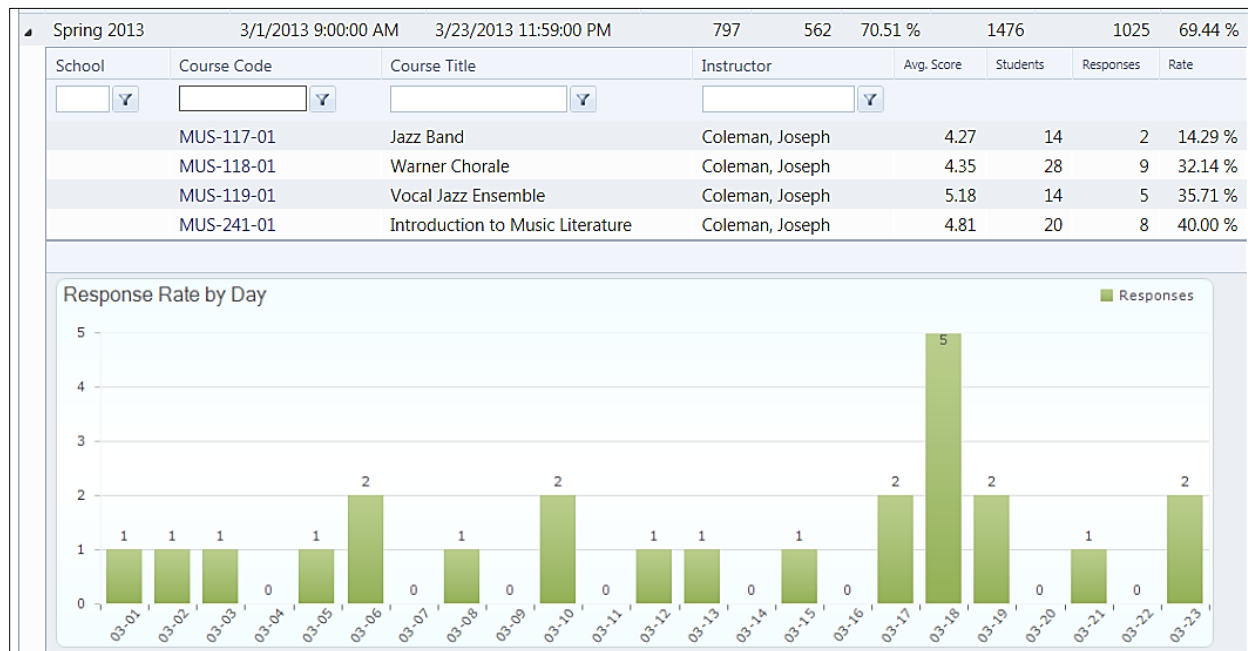 Spring 2013 3/1/2013 9:00:00 AM 3/23/2013 11:59:00 PM 797 562 70.51 % 1476 1025 69.44 %
School Course Code Course Title Instructor Avg. Score Students Responses Rate
MUS-117-01 Jazz Band Coleman, Joseph 4.27 14 2 14.29 %
MUS-118-01 Warner Chorale Coleman, Joseph 4.35 28 9 32.14 %
MUS-119-01 Vocal Jazz Ensemble Coleman, Joseph 5.18 14 5 35.71 %
MUS-241-01 Introduction to Music Literature Coleman, Joseph 4.81 20 8 40.00 %
Response Rate by Day Responses
5
4
3
2
1
0
1 1 1 0 1 2 0 1 0 2 0 1 1 0 1 0 2 5 2 0 1 0 2
03-01 03-02 03-03 03-04 03-05 03-06 03-07 03-08 03-09 03-10 03-11 03-12 03-13 03-14 03-15 03-16 03-17 03-18 03-19 03-20 03-21 03-22 03-23